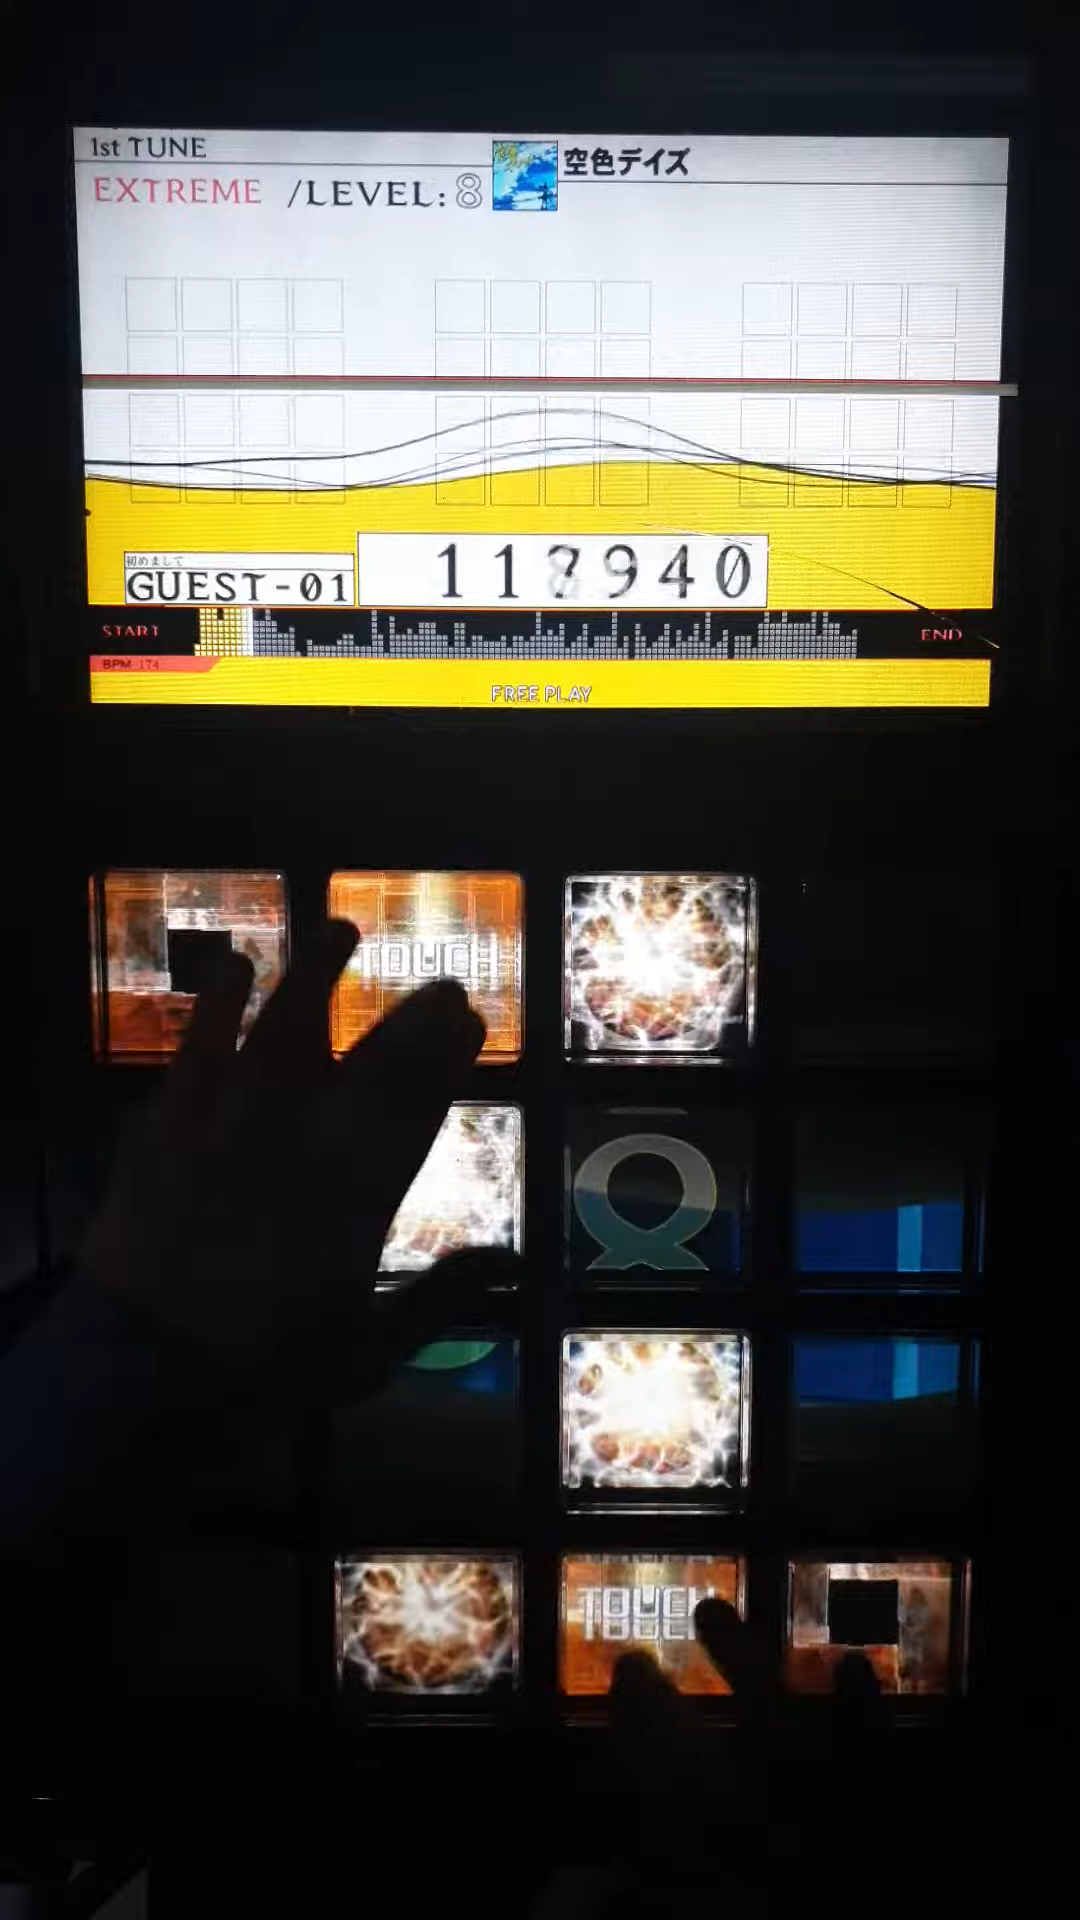 1st TUNE
EXTREME /LEVEL:8
空色デイズ
初めまして
GUEST-01
START
END
BPM 174
FREE PLAY
TOUCH
TOUCH